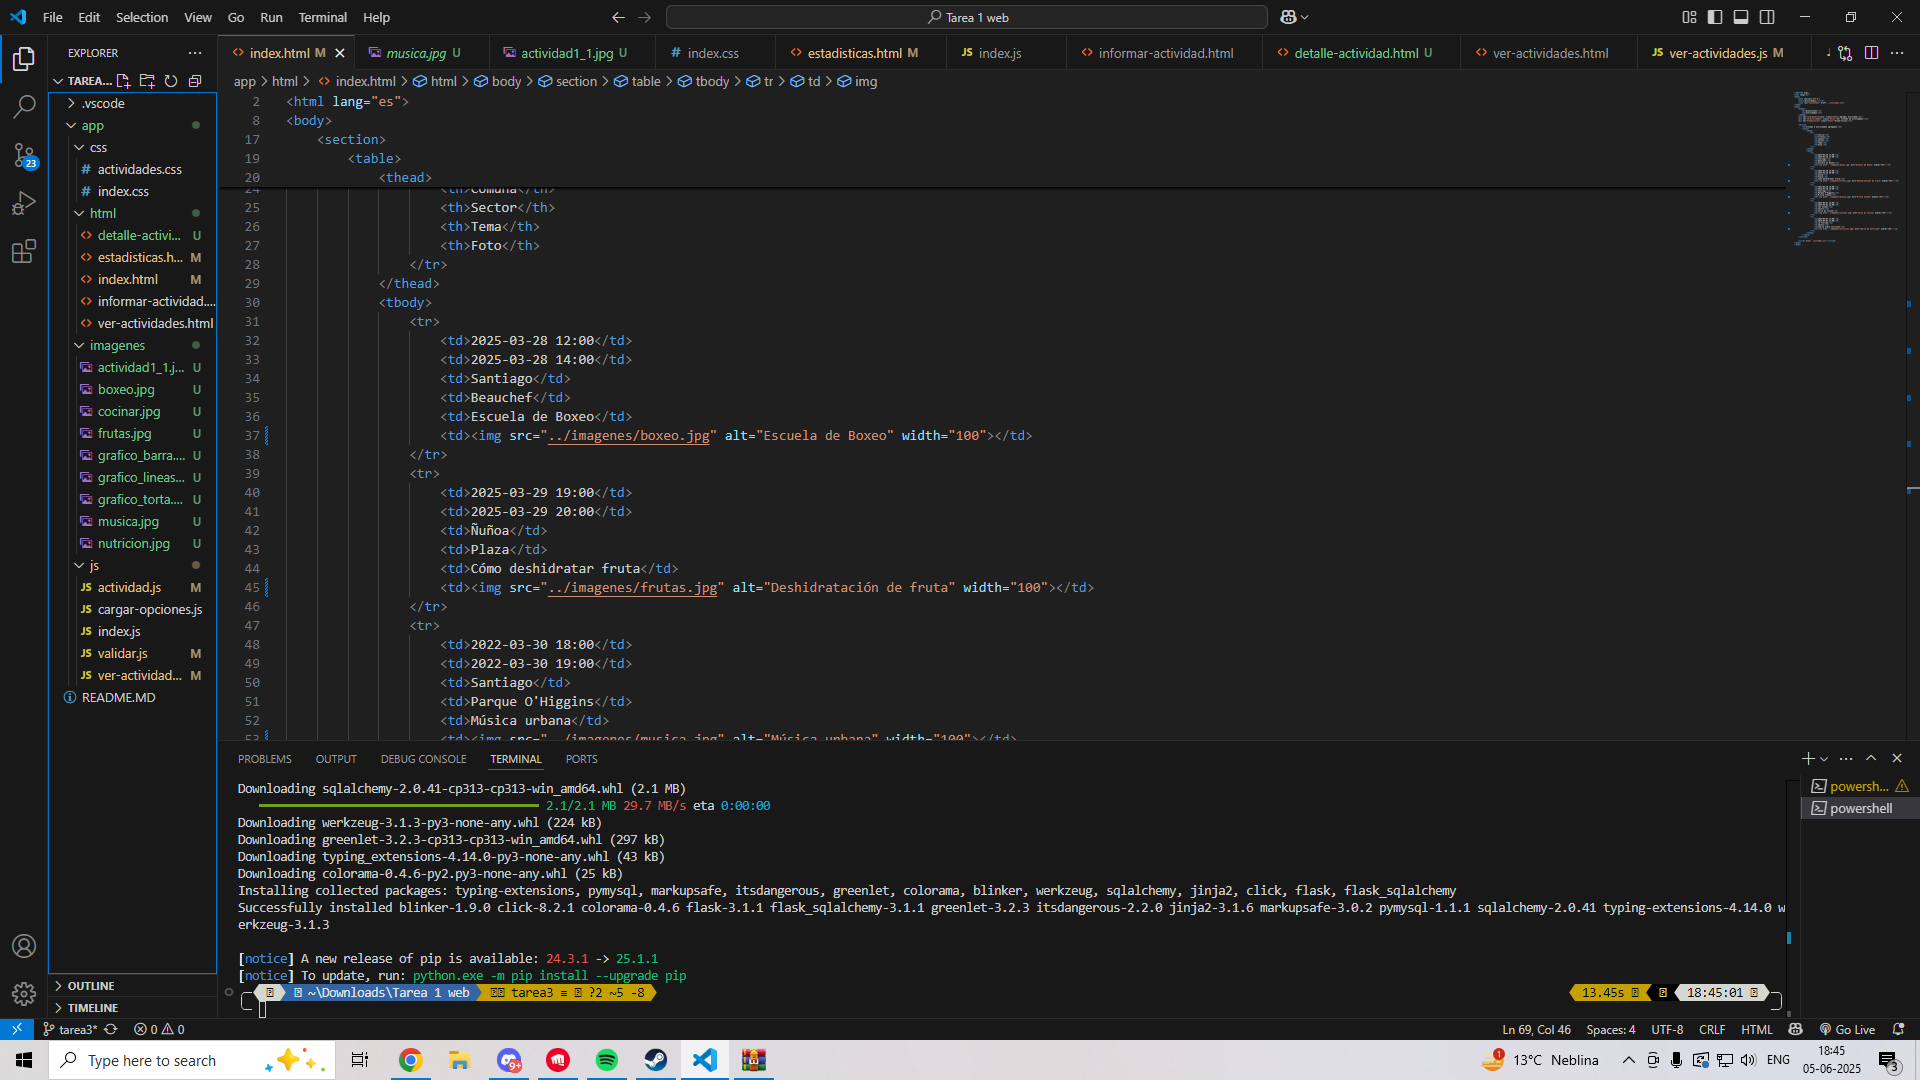 File Edit Selection View Go Run Terminal Help
Tarea 1 web
EXPLORER
index.html M
musica.jpg U
actividad1_1.jpg U
index.css
estadisticas.html M
index.js
informar-actividad.html
detalle-actividad.html U
ver-actividades.html
ver-actividades.js M
TAREA...
app > html > index.html > html > body > section > table > tbody > tr > td > img
.vscode
app
css
actividades.css
index.css
html
detalle-activi... U
estadisticas.h... M
index.html M
informar-actividad....
ver-actividades.html
imagenes
actividad1_1.j... U
boxeo.jpg U
cocinar.jpg U
frutas.jpg U
grafico_barra.... U
grafico_lineas... U
grafico_torta.... U
musica.jpg U
nutricion.jpg U
js
actividad.js M
cargar-opciones.js
index.js
validar.js M
ver-actividad... M
README.MD
OUTLINE
TIMELINE
23
2 <html lang="es">
8 <body>
17 <section>
19 <table>
20 <thead>
24 <th>Comuna</th>
25 <th>Sector</th>
26 <th>Tema</th>
27 <th>Foto</th>
28 </tr>
29 </thead>
30 <tbody>
31 <tr>
32 <td>2025-03-28 12:00</td>
33 <td>2025-03-28 14:00</td>
34 <td>Santiago</td>
35 <td>Beauchef</td>
36 <td>Escuela de Boxeo</td>
37 <td><img src="../imagenes/boxeo.jpg" alt="Escuela de Boxeo" width="100"></td>
38 </tr>
39 <tr>
40 <td>2025-03-29 19:00</td>
41 <td>2025-03-29 20:00</td>
42 <td>Ñuñoa</td>
43 <td>Plaza</td>
44 <td>Cómo deshidratar fruta</td>
45 <td><img src="../imagenes/frutas.jpg" alt="Deshidratación de fruta" width="100"></td>
46 </tr>
47 <tr>
48 <td>2022-03-30 18:00</td>
49 <td>2022-03-30 19:00</td>
50 <td>Santiago</td>
51 <td>Parque O'Higgins</td>
52 <td>Música urbana</td>
53 <td><img src="../imagenes/musica.jpg" alt="Música urbana" width="100"></td>
PROBLEMS OUTPUT DEBUG CONSOLE TERMINAL PORTS
Downloading sqlalchemy-2.0.41-cp313-cp313-win_amd64.whl (2.1 MB)
2.1/2.1 MB 29.7 MB/s eta 0:00:00
Downloading werkzeug-3.1.3-py3-none-any.whl (224 kB)
Downloading greenlet-3.2.3-cp313-cp313-win_amd64.whl (297 kB)
Downloading typing_extensions-4.14.0-py3-none-any.whl (43 kB)
Downloading colorama-0.4.6-py2.py3-none-any.whl (25 kB)
Installing collected packages: typing-extensions, pymysql, markupsafe, itsdangerous, greenlet, colorama, blinker, werkzeug, sqlalchemy, jinja2, click, flask, flask_sqlalchemy
Successfully installed blinker-1.9.0 click-8.2.1 colorama-0.4.6 flask-3.1.1 flask_sqlalchemy-3.1.1 greenlet-3.2.3 itsdangerous-2.2.0 jinja2-3.1.6 markupsafe-3.0.2 pymysql-1.1.1 sqlalchemy-2.0.41 typing-extensions-4.14.0 w
erkzeug-3.1.3
[notice] A new release of pip is available: 24.3.1 -> 25.1.1
[notice] To update, run: python.exe -m pip install --upgrade pip
~\Downloads\Tarea 1 web tarea3 ≡ ?2 ~5 -8
13.45s 18:45:01
powersh...
powershell
tarea3* 0 0
Ln 69, Col 46 Spaces: 4 UTF-8 CRLF HTML Go Live
Type here to search
9+
1
13°C Neblina
ENG
18:45
05-06-2025
3